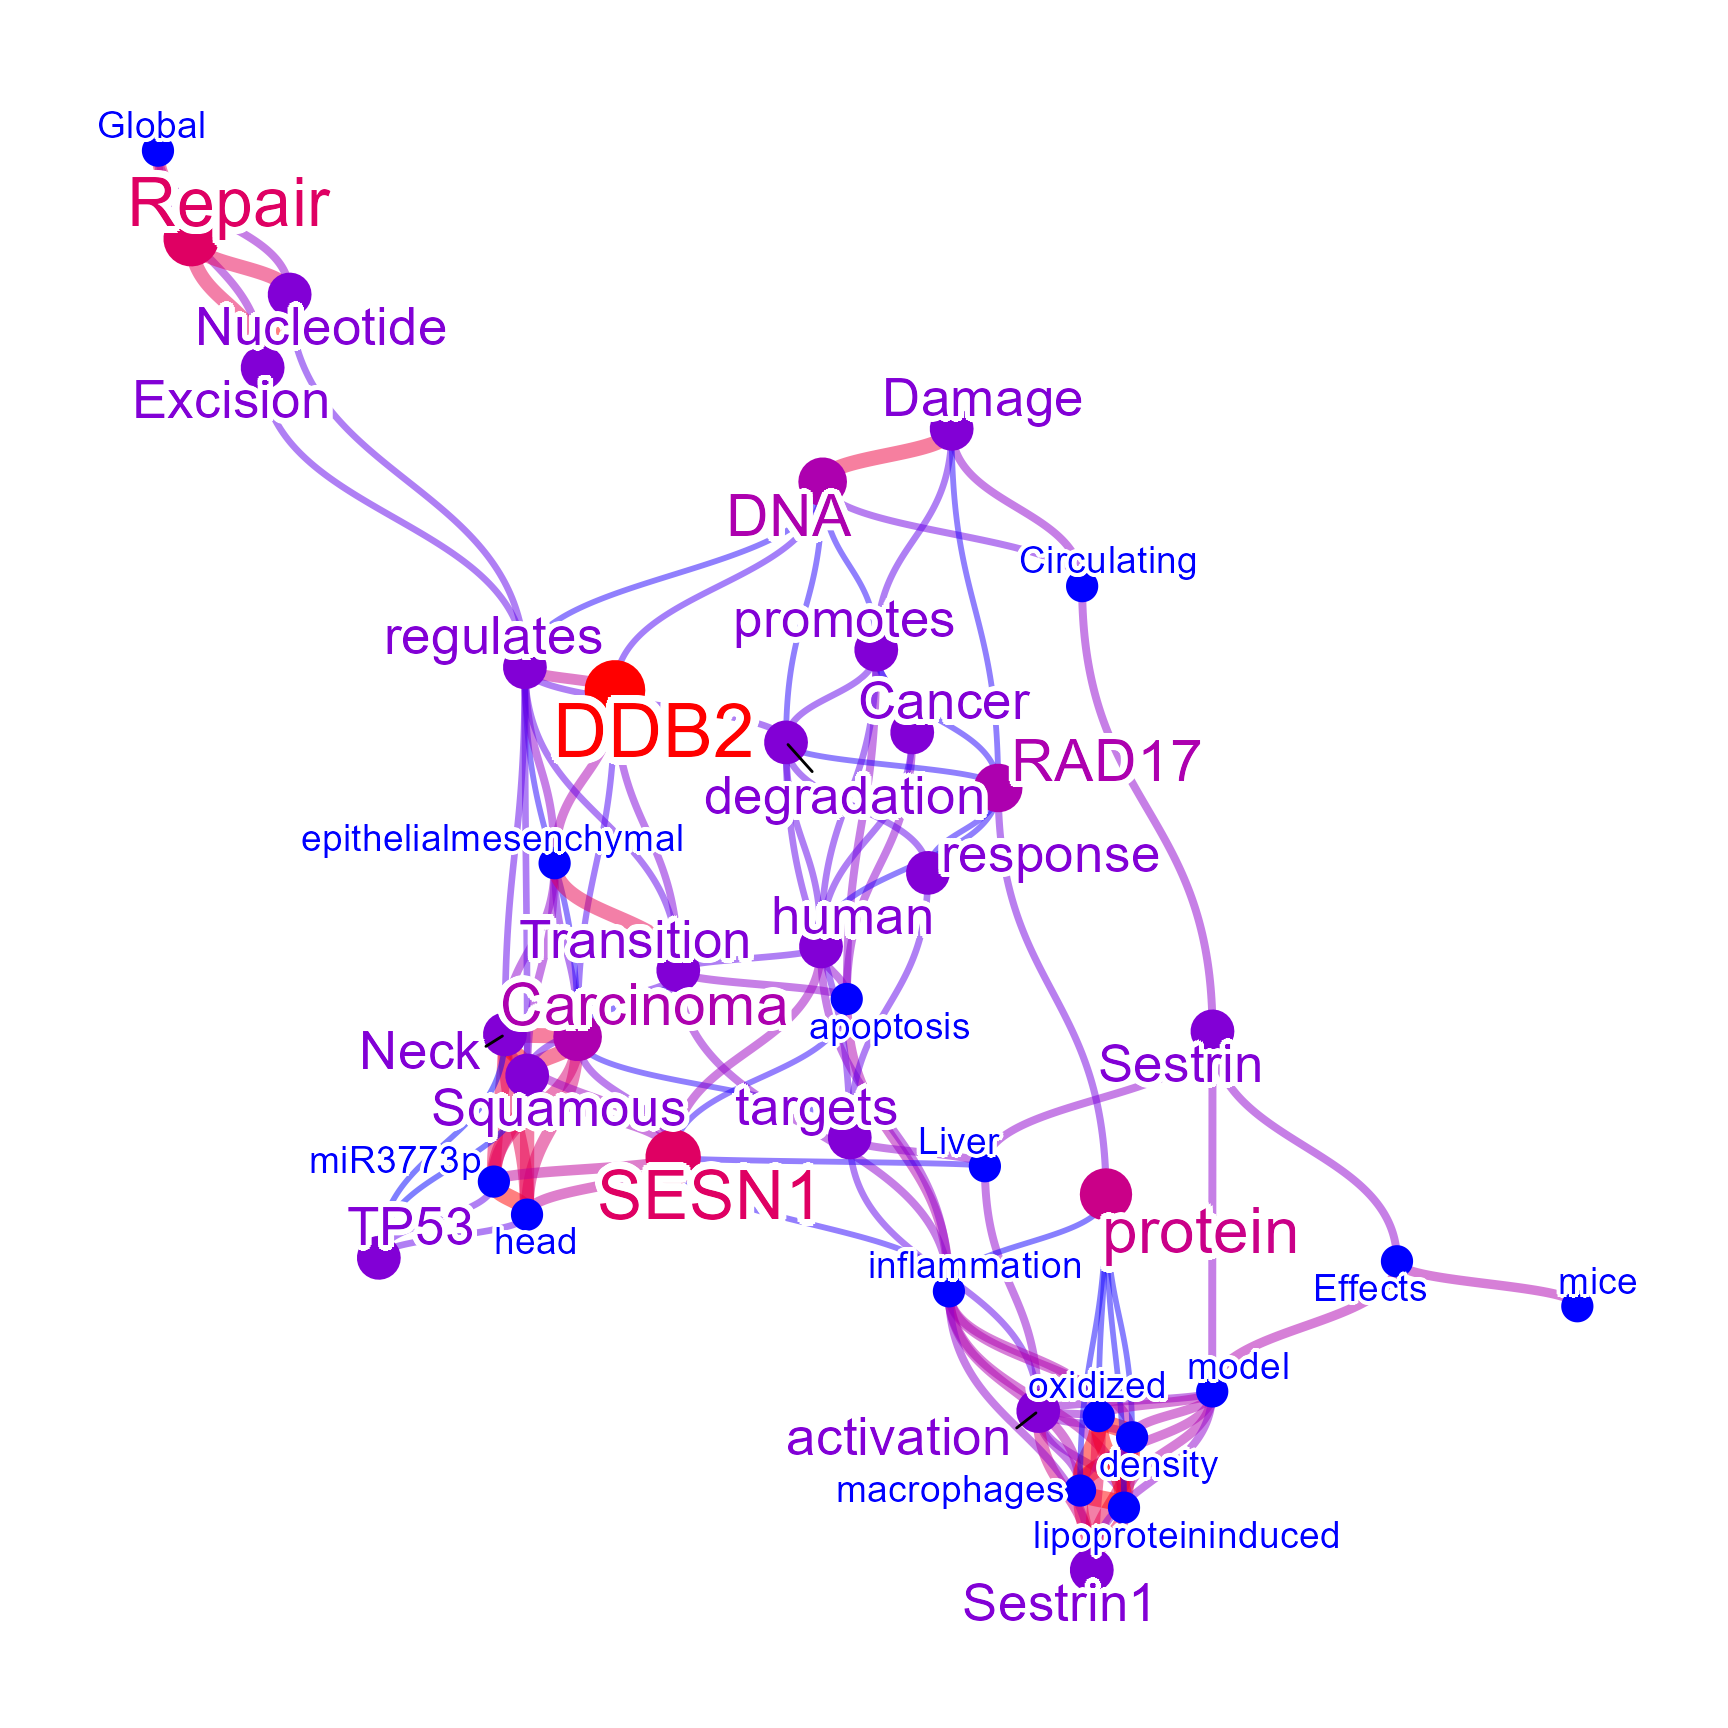 Global
Repair
Nucleotide
Excision
Damage
DNA
Circulating
promotes
regulates
Cancer
DDB2
RAD17
degradation
epithelialmesenchymal
response
human
Transition
Carcinoma
apoptosis
Neck
Sestrin
Squamous
targets
Liver
miR3773p
SESN1
TP53
protein
head
inflammation
Effects
mice
model
oxidized
activation
density
macrophages
lipoproteininduced
Sestrin1